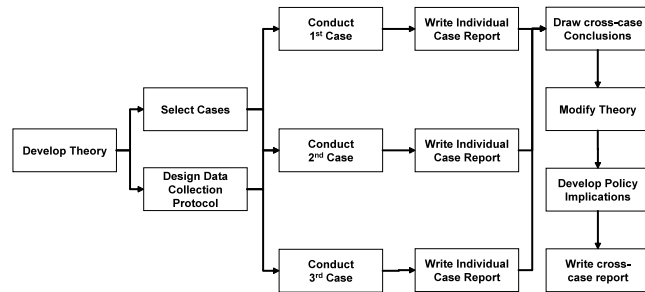 Develop Theory
Select Cases
Design Data
Collection
Protocol
Conduct
1st Case
Write Individual
Case Report
Conduct
2nd Case
Write Individual
Case Report
Conduct
3rd Case
Write Individual
Case Report
Draw cross-case
Conclusions
Modify Theory
Develop Policy
Implications
Write cross-
case report